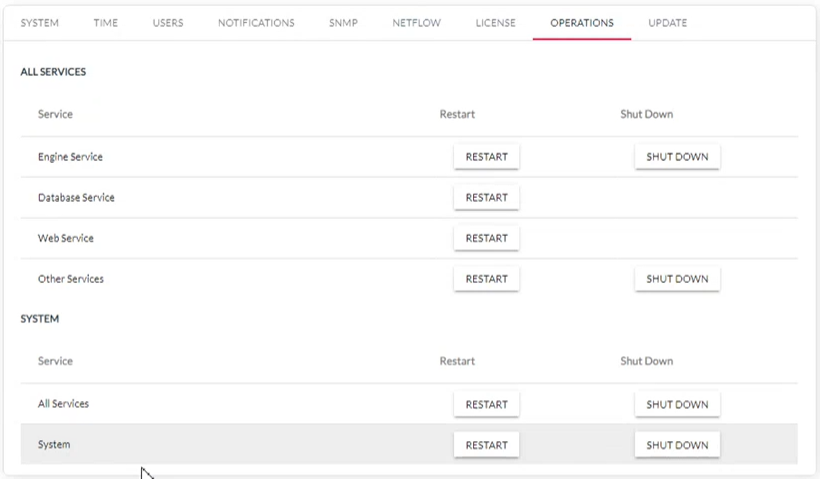 SYSTEM TIME USERS NOTIFICATIONS SNMP NETFLOW LICENSE OPERATIONS UPDATE
ALL SERVICES
Service Restart Shut Down
Engine Service RESTART SHUT DOWN
Database Service RESTART
Web Service RESTART
Other Services RESTART SHUT DOWN
SYSTEM
Service Restart Shut Down
All Services RESTART SHUT DOWN
System RESTART SHUT DOWN